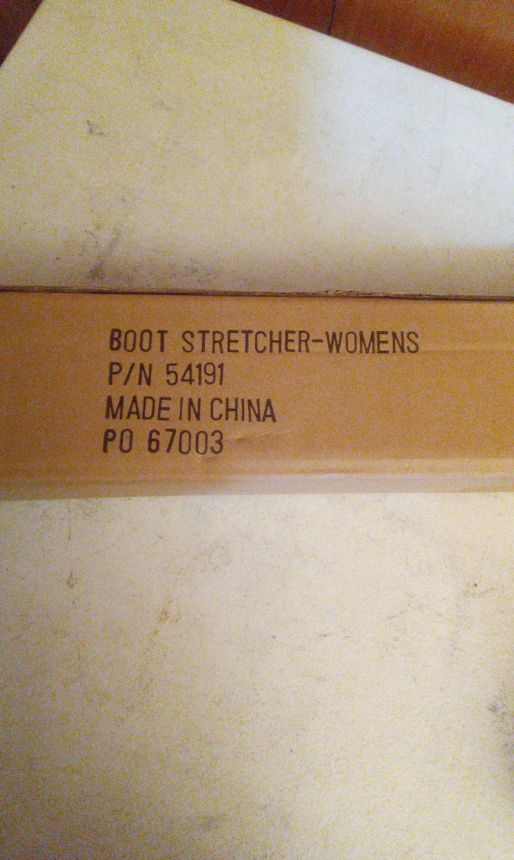 BOOT STRETCHER-WOMENS
P/N 54191
MADE IN CHINA
PO 67003